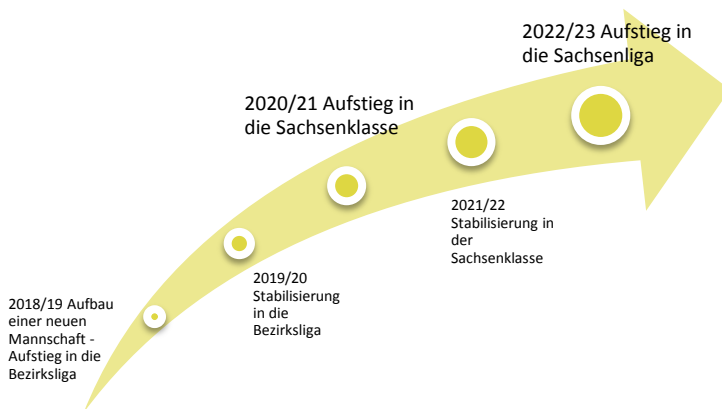 2018/19 Aufbau
einer neuen
Mannschaft -
Aufstieg in die
Bezirksliga
2019/20
Stabilisierung
in die
Bezirksliga
2020/21 Aufstieg in
die Sachsenklasse
2021/22
Stabilisierung in
der
Sachsenklasse
2022/23 Aufstieg in
die Sachsenliga